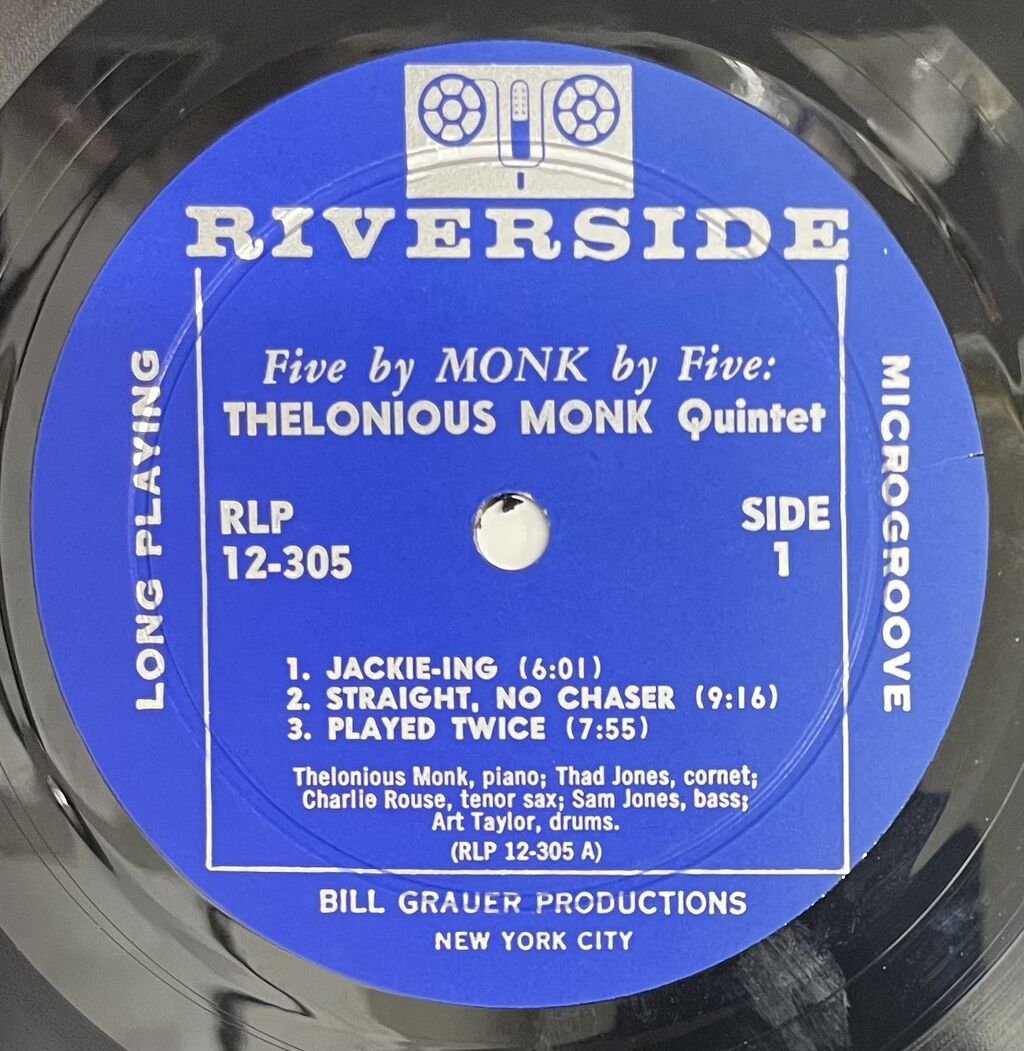 RIVERSIDE
Five by MONK by Five:
THELONIOUS MONK Quintet
LONG PLAYING
MICROGROOVE
RLP
12-305
SIDE
1
1. JACKIE-ING (6:01)
2. STRAIGHT, NO CHASER (9:16)
3. PLAYED TWICE (7:55)
Thelonious Monk, piano; Thad Jones, cornet;
Charlie Rouse, tenor sax; Sam Jones, bass;
Art Taylor, drums.
(RLP 12-305 A)
BILL GRAUER PRODUCTIONS
NEW YORK CITY